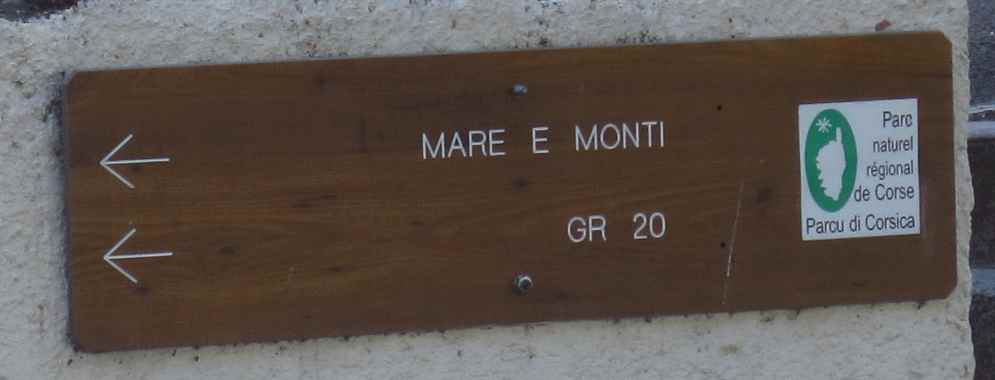 MARE E MONTI
GR 20
Parc
naturel
régional
de Corse
Parcu di Corsica